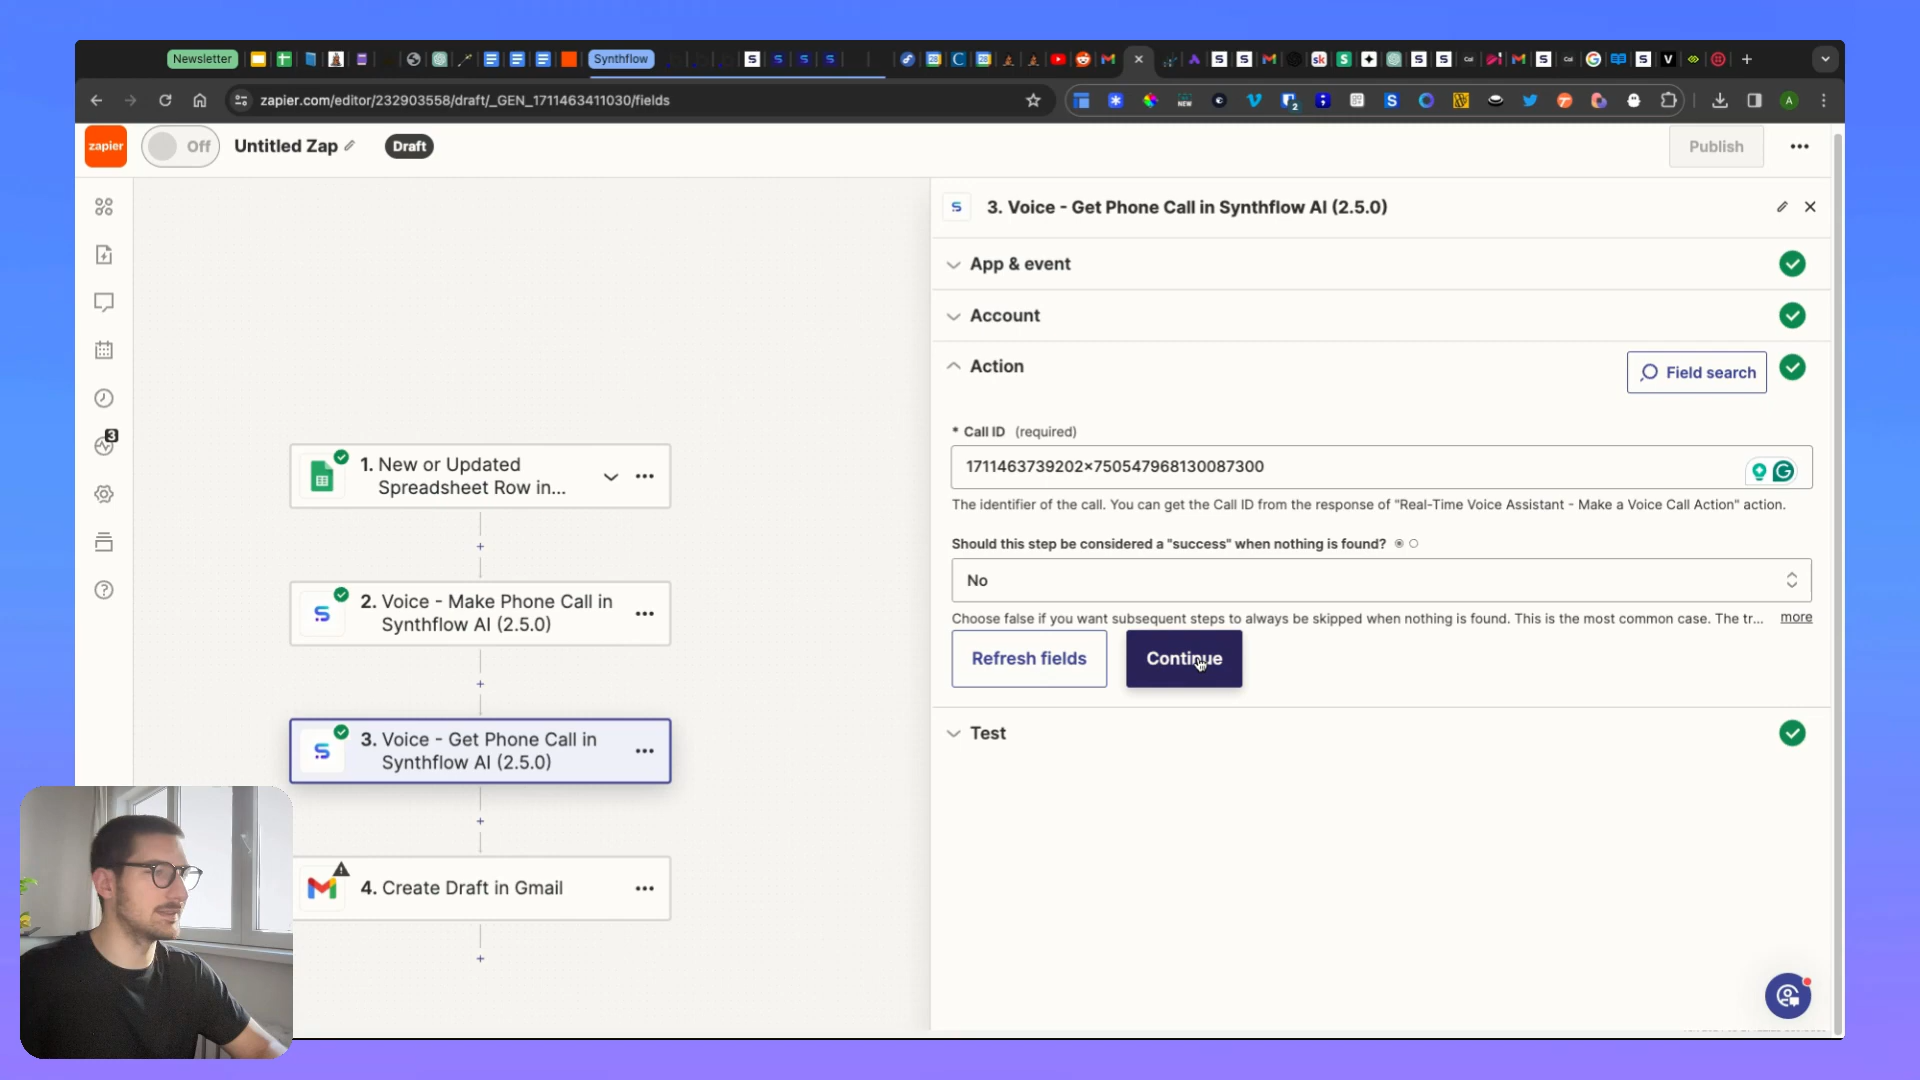 Newsletter
Synthflow
zapier.com/editor/232903558/draft/_GEN_1711463411030/fields
NEW
2
A
zapier
Off
Untitled Zap
Draft
Publish
3. Voice - Get Phone Call in Synthflow AI (2.5.0)
App & event
Account
Action
Field search
* Call ID (required)
1711463739202×750547968130087300
The identifier of the call. You can get the Call ID from the response of "Real-Time Voice Assistant - Make a Voice Call Action" action.
Should this step be considered a "success" when nothing is found?
No
Choose false if you want subsequent steps to always be skipped when nothing is found. This is the most common case. The tr... more
Refresh fields
Continue
Test
3
1. New or Updated
Spreadsheet Row in...
2. Voice - Make Phone Call in
Synthflow AI (2.5.0)
3. Voice - Get Phone Call in
Synthflow AI (2.5.0)
4. Create Draft in Gmail